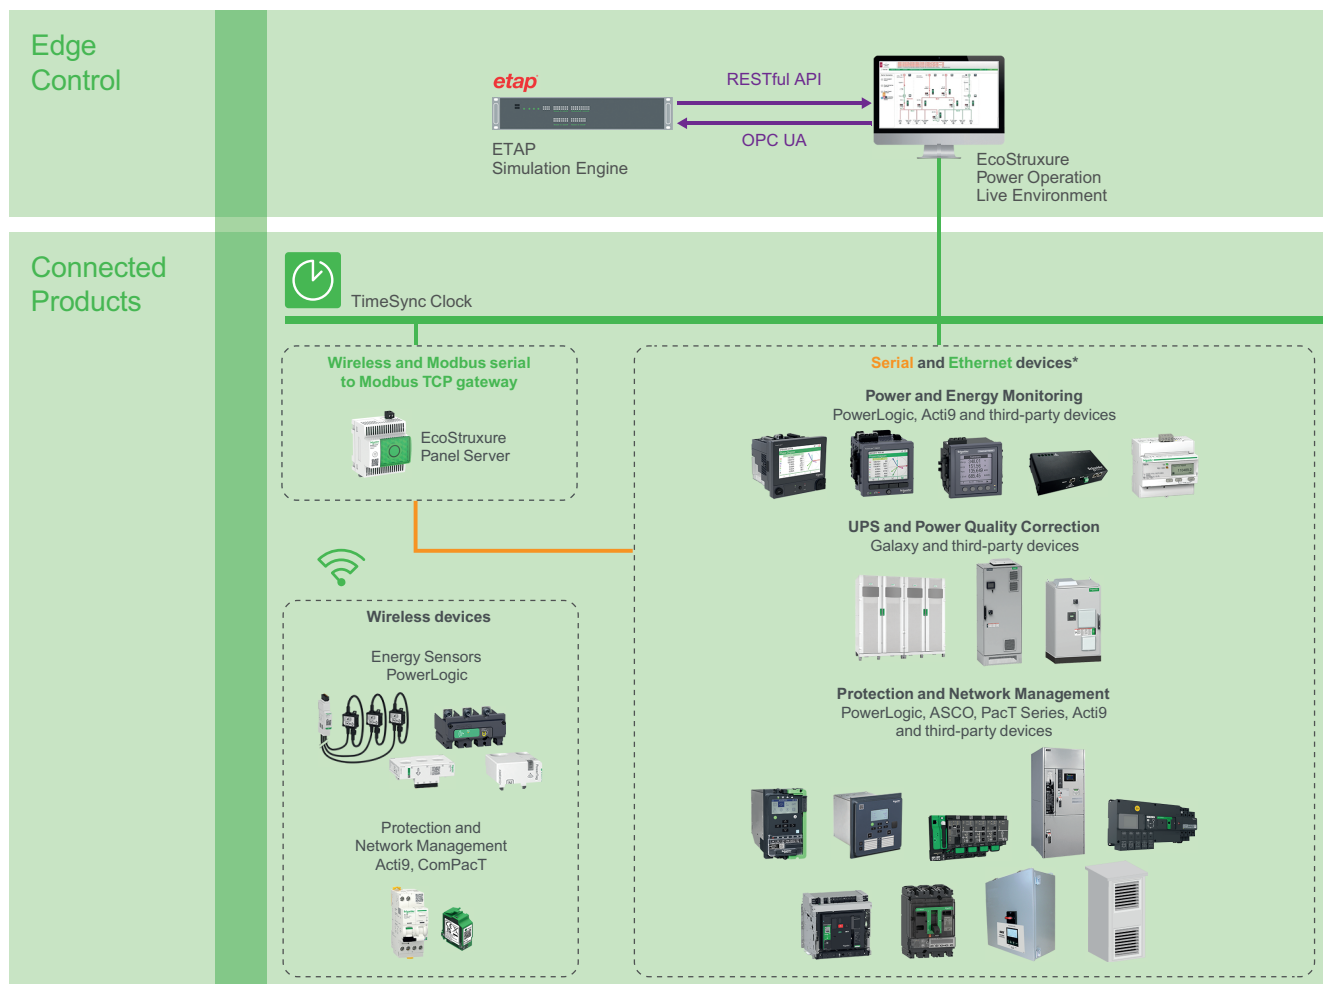 Edge
Control
etap
RESTful API
OPC UA
ETAP
Simulation Engine
EcoStruxure
Power Operation
Live Environment
Connected
Products
TimeSync Clock
Wireless and Modbus serial
to Modbus TCP gateway
EcoStruxure
Panel Server
Wireless devices
Energy Sensors
PowerLogic
Protection and
Network Management
Acti9, ComPacT
Serial and Ethernet devices*
Power and Energy Monitoring
PowerLogic, Acti9 and third-party devices
UPS and Power Quality Correction
Galaxy and third-party devices
Protection and Network Management
PowerLogic, ASCO, PacT Series, Acti9
and third-party devices